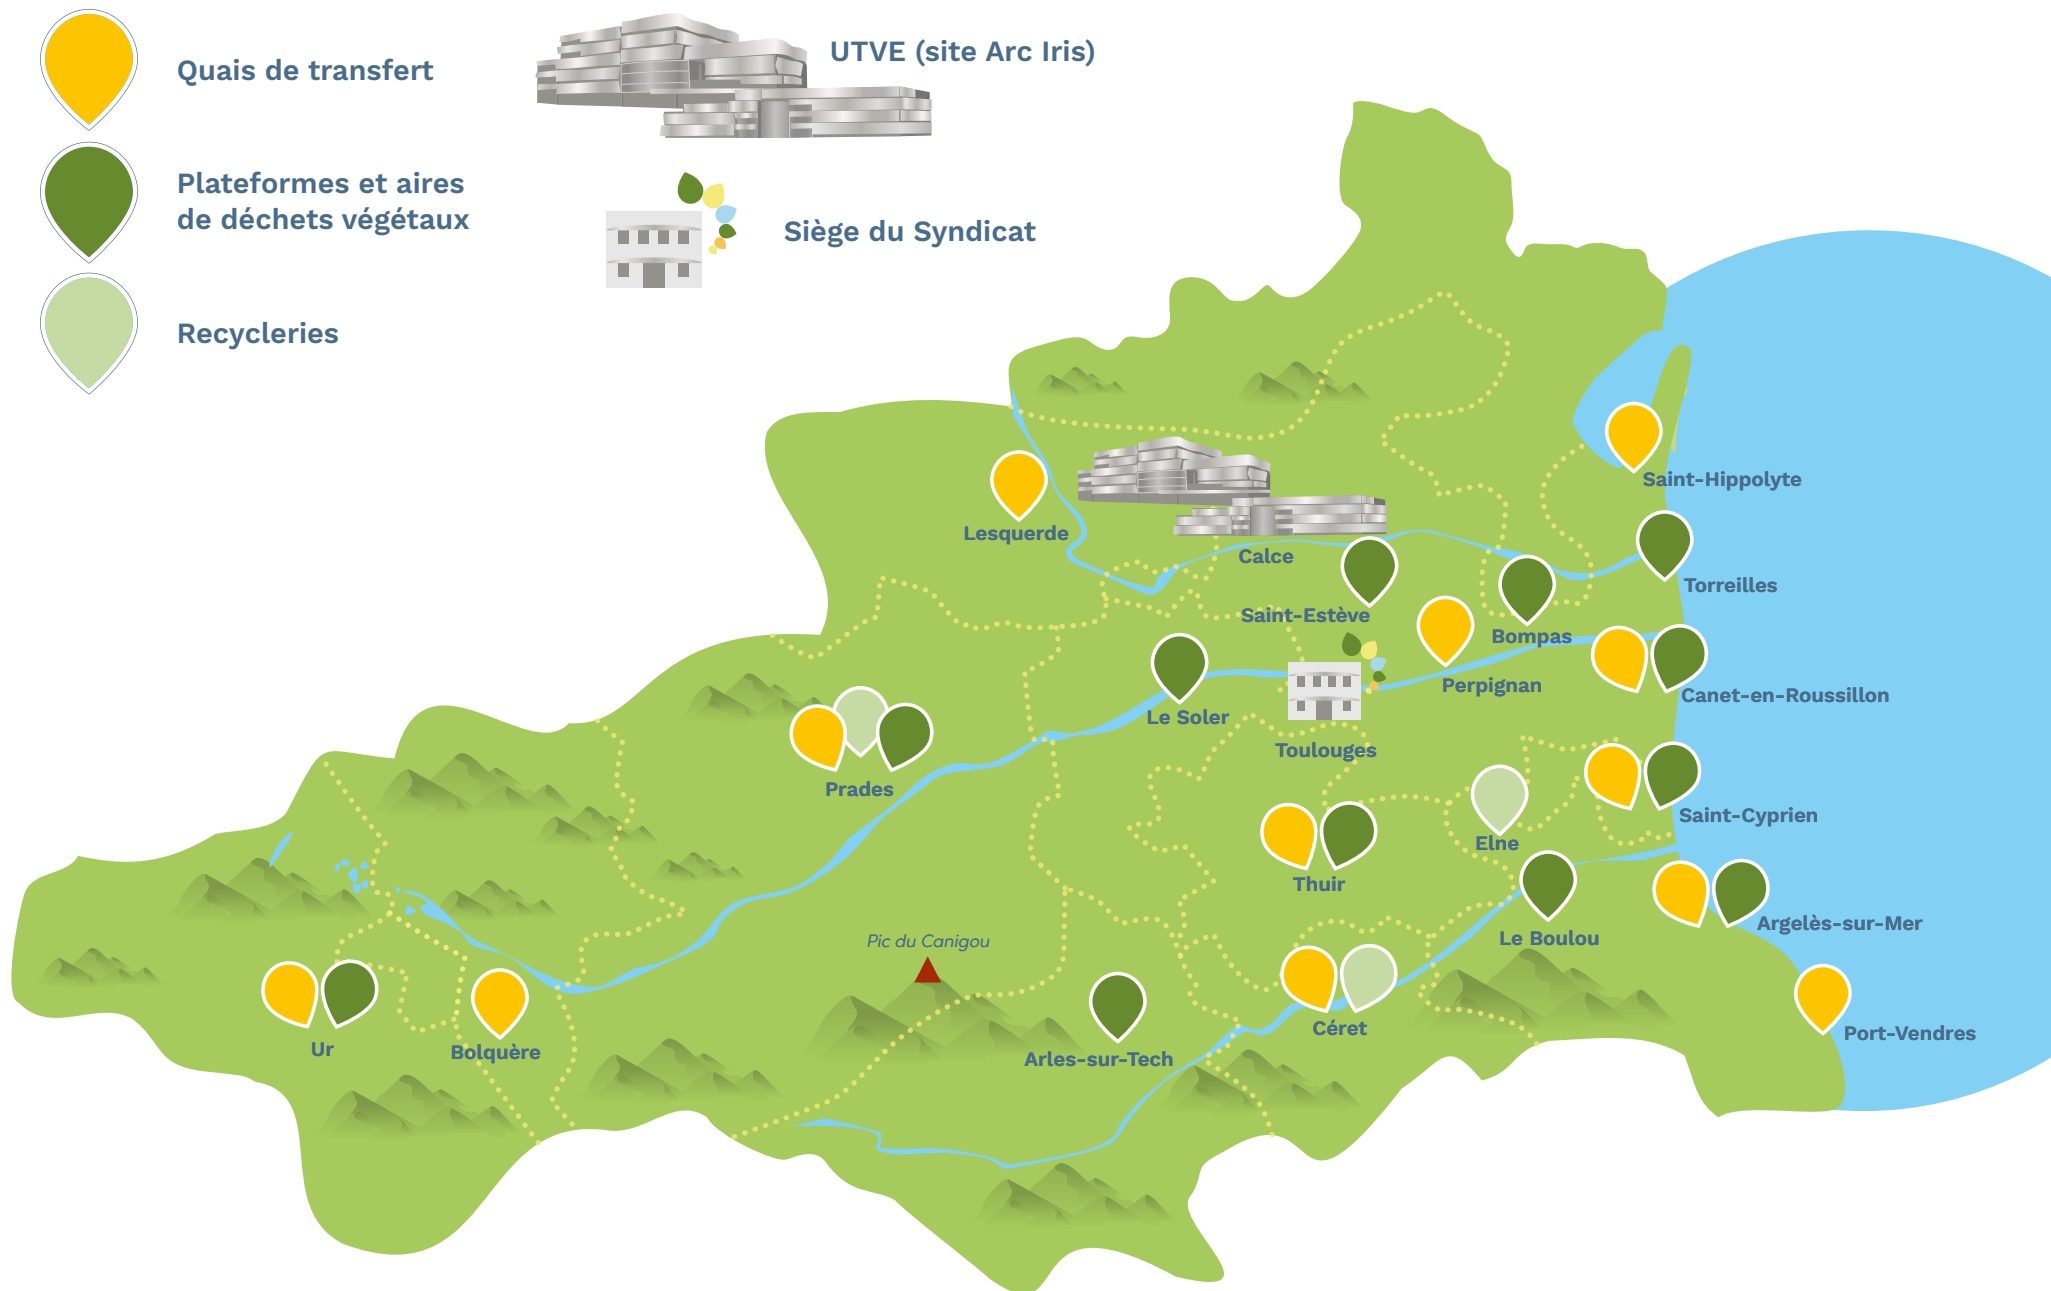 Quais de transfert
UTVE (site Arc Iris)
Plateformes et aires
de déchets végétaux
Siège du Syndicat
Recycleries
Saint-Hippolyte
Lesquerde
Calce
Torreilles
Saint-Estève
Bompas
Perpignan
Canet-en-Roussillon
Le Soler
Toulouges
Prades
Saint-Cyprien
Elne
Thuir
Argelès-sur-Mer
Le Boulou
Pic du Canigou
Céret
Port-Vendres
Ur
Bolquère
Arles-sur-Tech